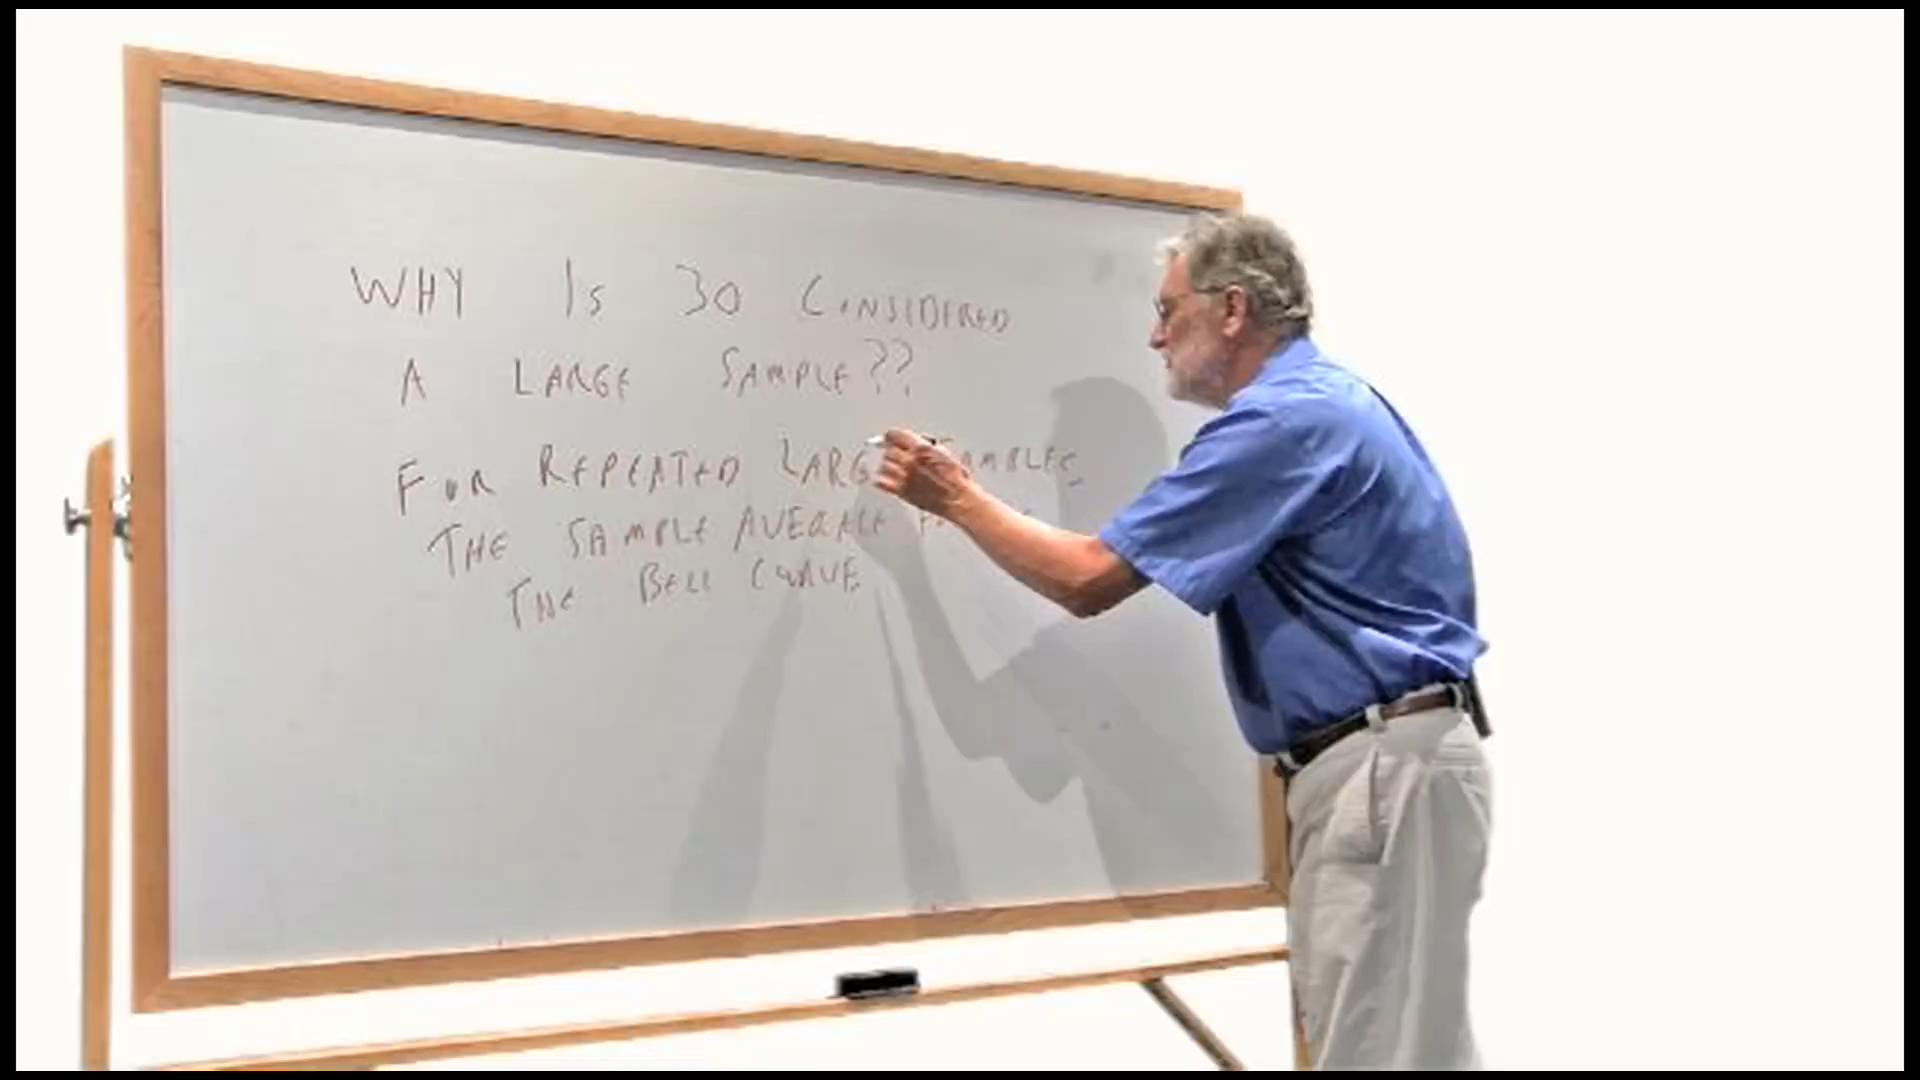 WHY IS 30 CONSIDERED
A LARGE SAMPLE??
FOR REPEATED LARGE SAMPLES
THE SAMPLE AVERAGE
THE BELL CURVE